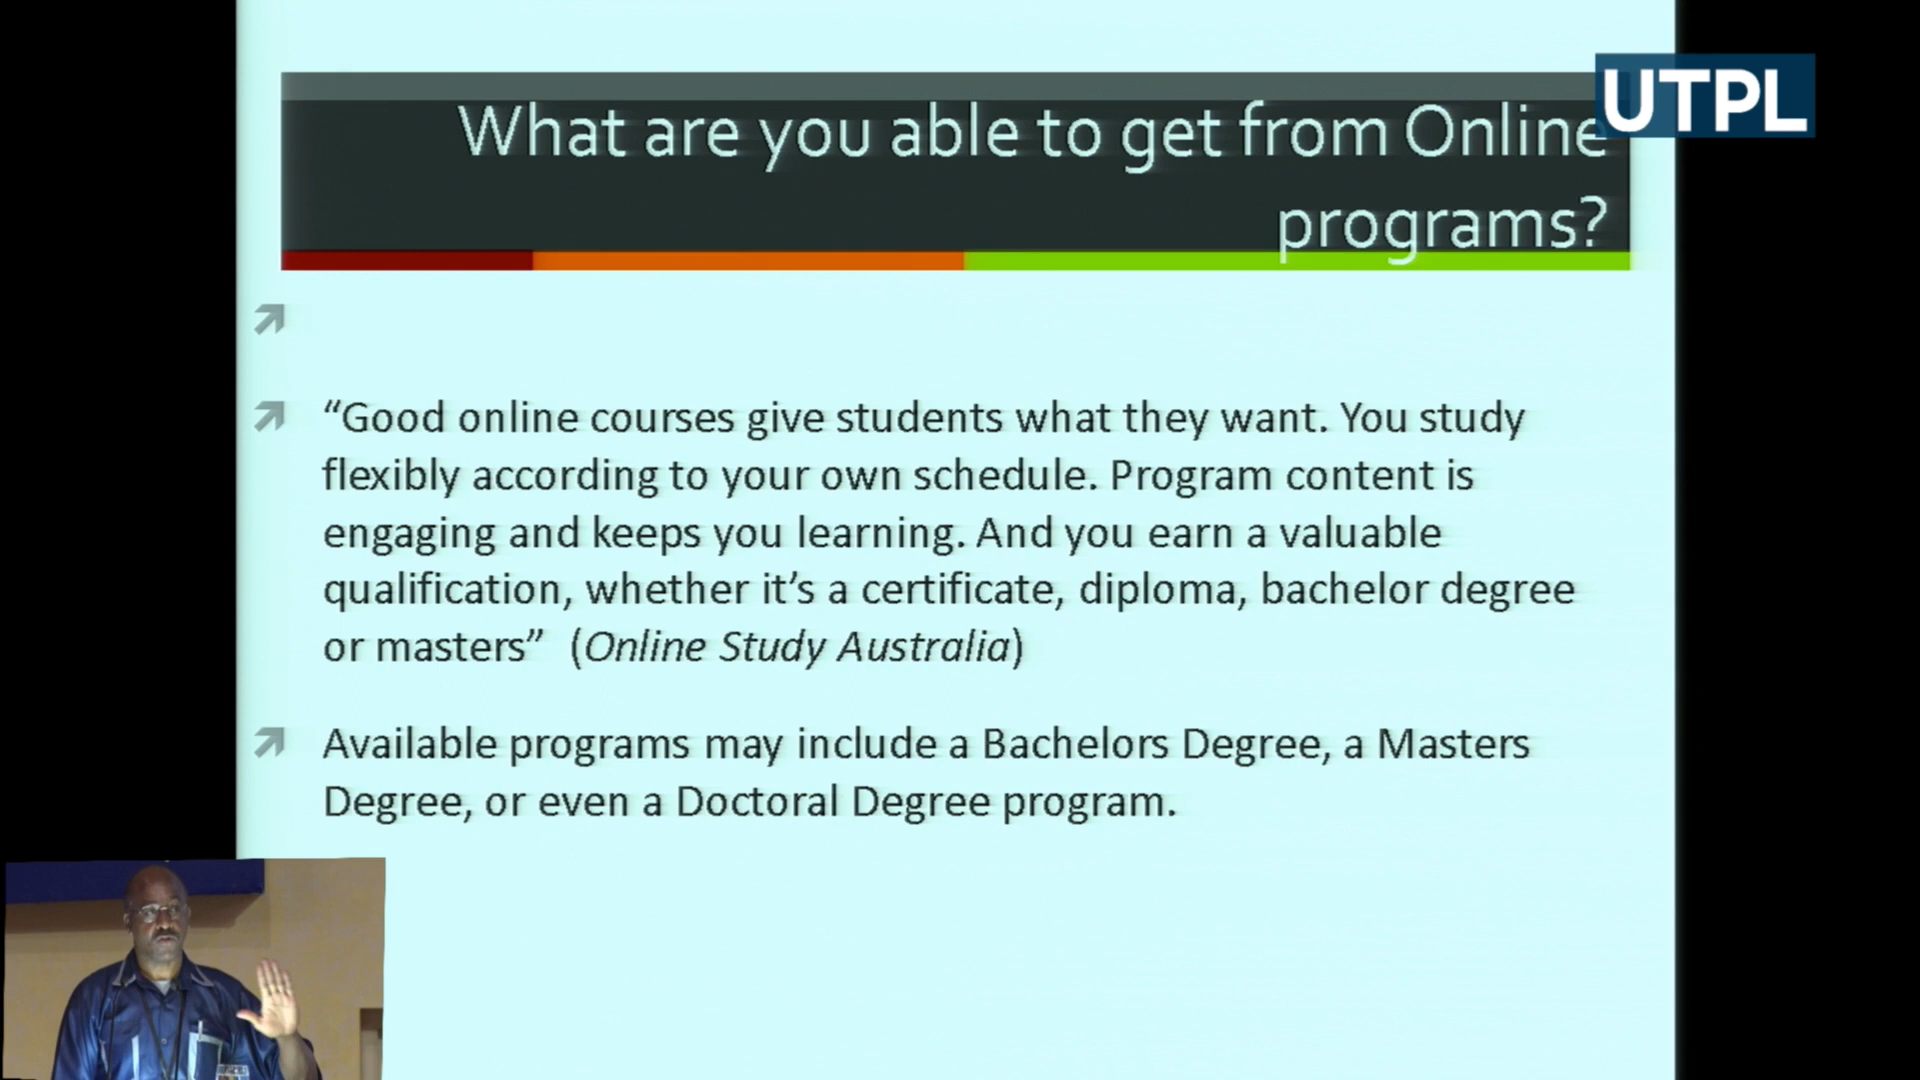 UTPL
What are you able to get from Online
programs?
“Good online courses give students what they want. You study
flexibly according to your own schedule. Program content is
engaging and keeps you learning. And you earn a valuable
qualification, whether it’s a certificate, diploma, bachelor degree
or masters” (Online Study Australia)
Available programs may include a Bachelors Degree, a Masters
Degree, or even a Doctoral Degree program.